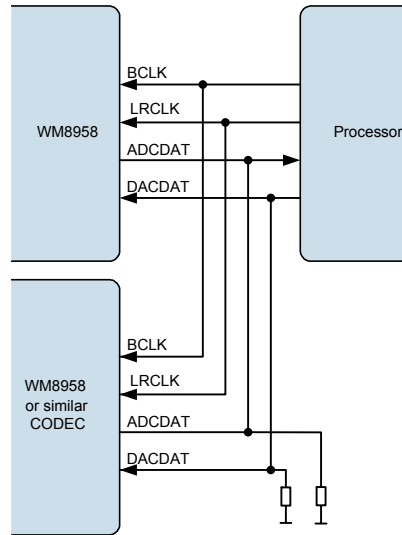 BCLK
LRCLK
WM8958
Processor
ADCDAT
DACDAT
BCLK
LRCLK
WM8958
or similar
CODEC
ADCDAT
DACDAT